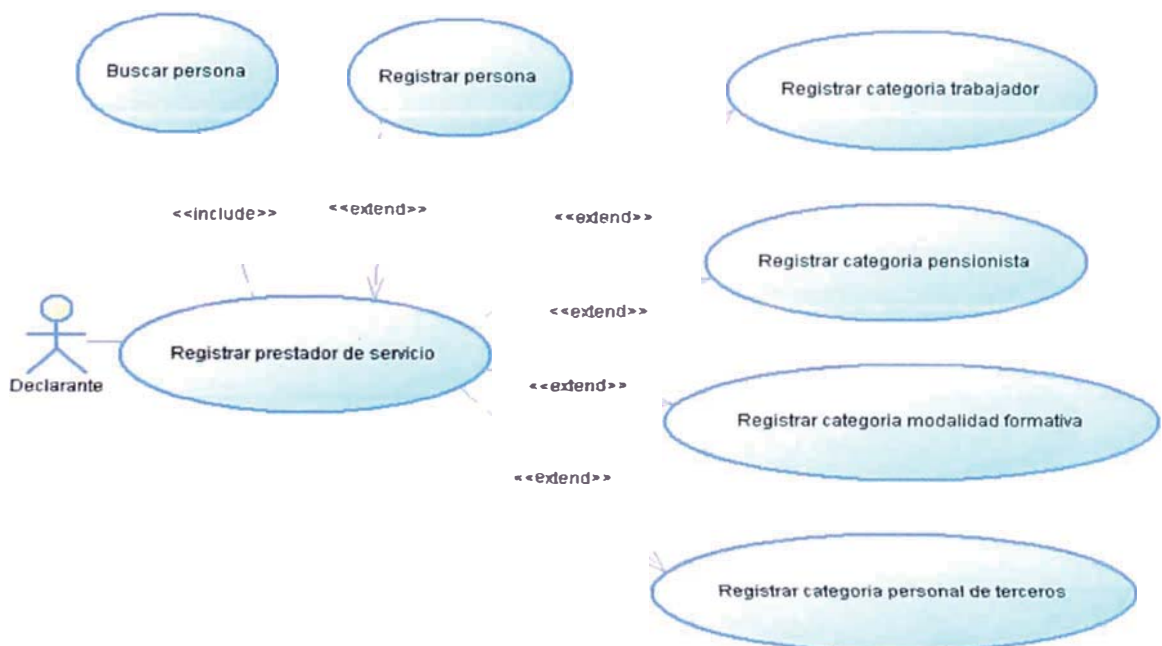 Buscar persona
Registrar persona
Registrar categoria trabajador
<<include>>
<<extend>>
<<extend>>
Registrar categoria pensionista
<<extend>>
Registrar prestador de servicio
Declarante
<<extend>>
Registrar categoria modalidad formativa
<<extend>>
Registrar categoria personal de terceros